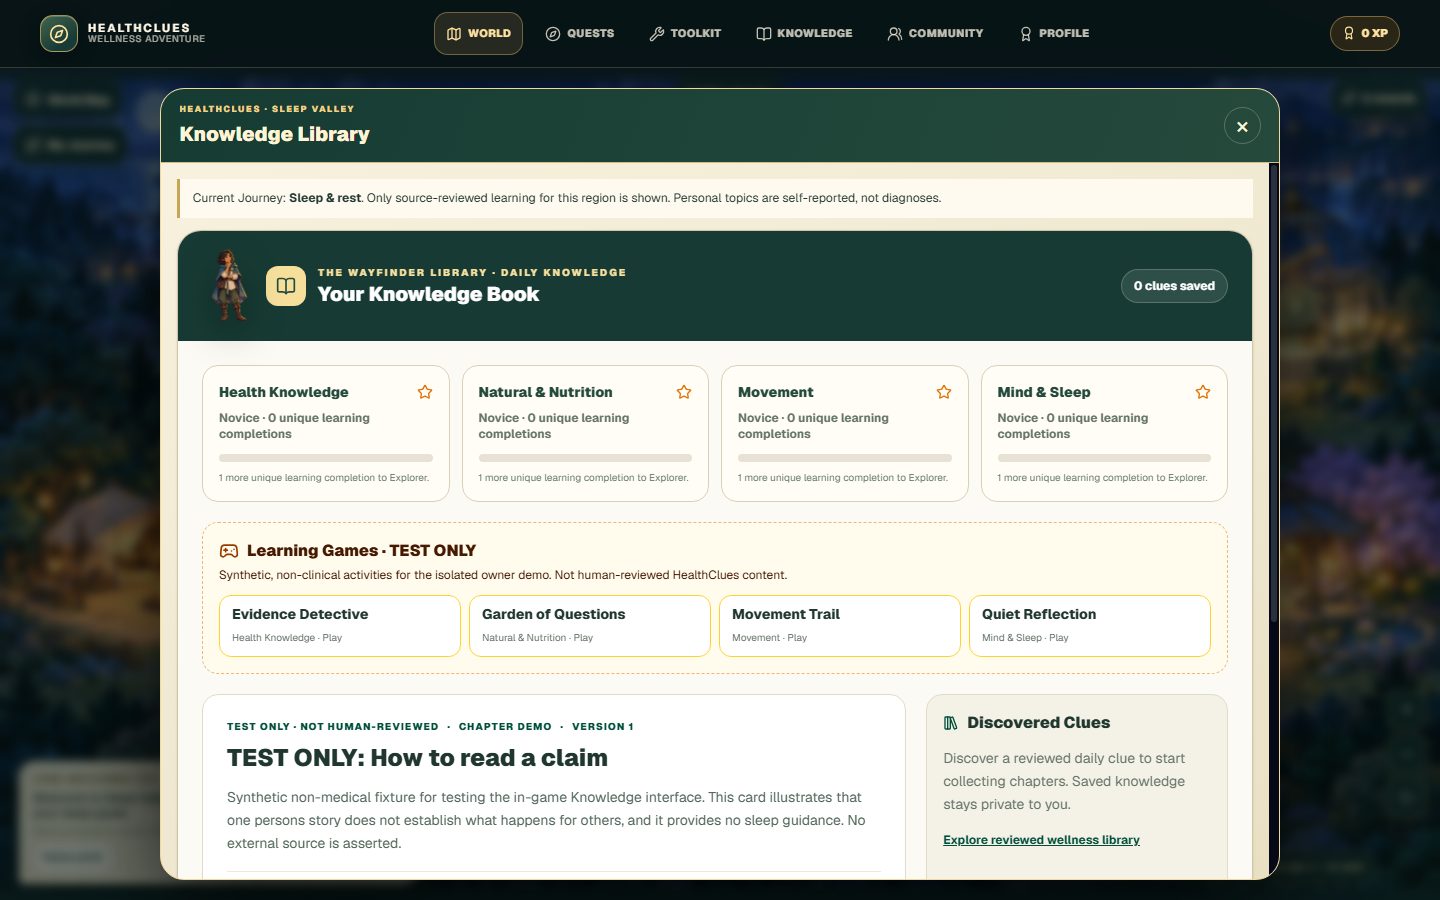 HEALTHCLUES
WELLNESS ADVENTURE
WORLD
QUESTS
TOOLKIT
KNOWLEDGE
COMMUNITY
PROFILE
0 XP
HEALTHCLUES · SLEEP VALLEY
Knowledge Library
Current Journey: Sleep & rest. Only source-reviewed learning for this region is shown. Personal topics are self-reported, not diagnoses.
THE WAYFINDER LIBRARY · DAILY KNOWLEDGE
Your Knowledge Book
0 clues saved
Health Knowledge
Novice · 0 unique learning
completions
1 more unique learning completion to Explorer.
Natural & Nutrition
Novice · 0 unique learning
completions
1 more unique learning completion to Explorer.
Movement
Novice · 0 unique learning
completions
1 more unique learning completion to Explorer.
Mind & Sleep
Novice · 0 unique learning
completions
1 more unique learning completion to Explorer.
Learning Games · TEST ONLY
Synthetic, non-clinical activities for the isolated owner demo. Not human-reviewed HealthClues content.
Evidence Detective
Health Knowledge · Play
Garden of Questions
Natural & Nutrition · Play
Movement Trail
Movement · Play
Quiet Reflection
Mind & Sleep · Play
TEST ONLY · NOT HUMAN-REVIEWED · CHAPTER DEMO · VERSION 1
TEST ONLY: How to read a claim
Synthetic non-medical fixture for testing the in-game Knowledge interface. This card illustrates that
one persons story does not establish what happens for others, and it provides no sleep guidance. No
external source is asserted.
Discovered Clues
Discover a reviewed daily clue to start
collecting chapters. Saved knowledge
stays private to you.
Explore reviewed wellness library